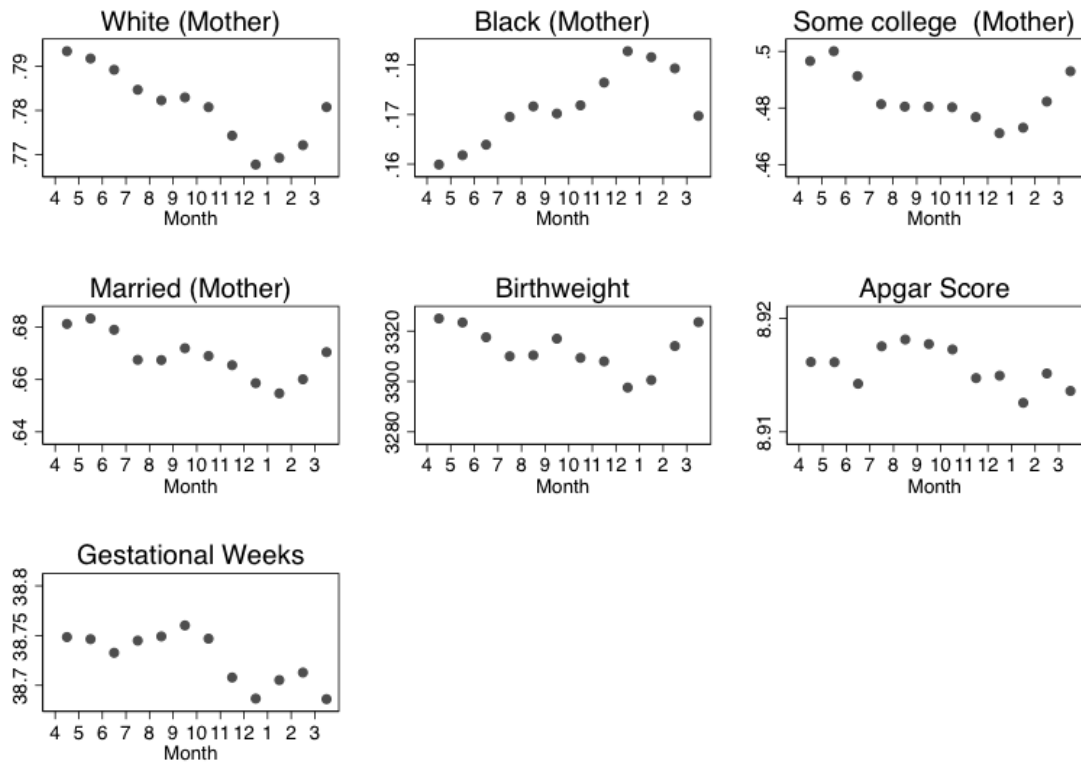 White (Mother)
.79
.78
.77
4 5 6 7 8 9 10 11 12 1 2 3
Month
Black (Mother)
.18
.17
.16
4 5 6 7 8 9 10 11 12 1 2 3
Month
Some college (Mother)
.5
.48
.46
4 5 6 7 8 9 10 11 12 1 2 3
Month
Married (Mother)
.68
.66
.64
4 5 6 7 8 9 10 11 12 1 2 3
Month
Birthweight
3320
3300
3280
4 5 6 7 8 9 10 11 12 1 2 3
Month
Apgar Score
8.92
8.91
4 5 6 7 8 9 10 11 12 1 2 3
Month
Gestational Weeks
38.8
38.75
38.7
4 5 6 7 8 9 10 11 12 1 2 3
Month